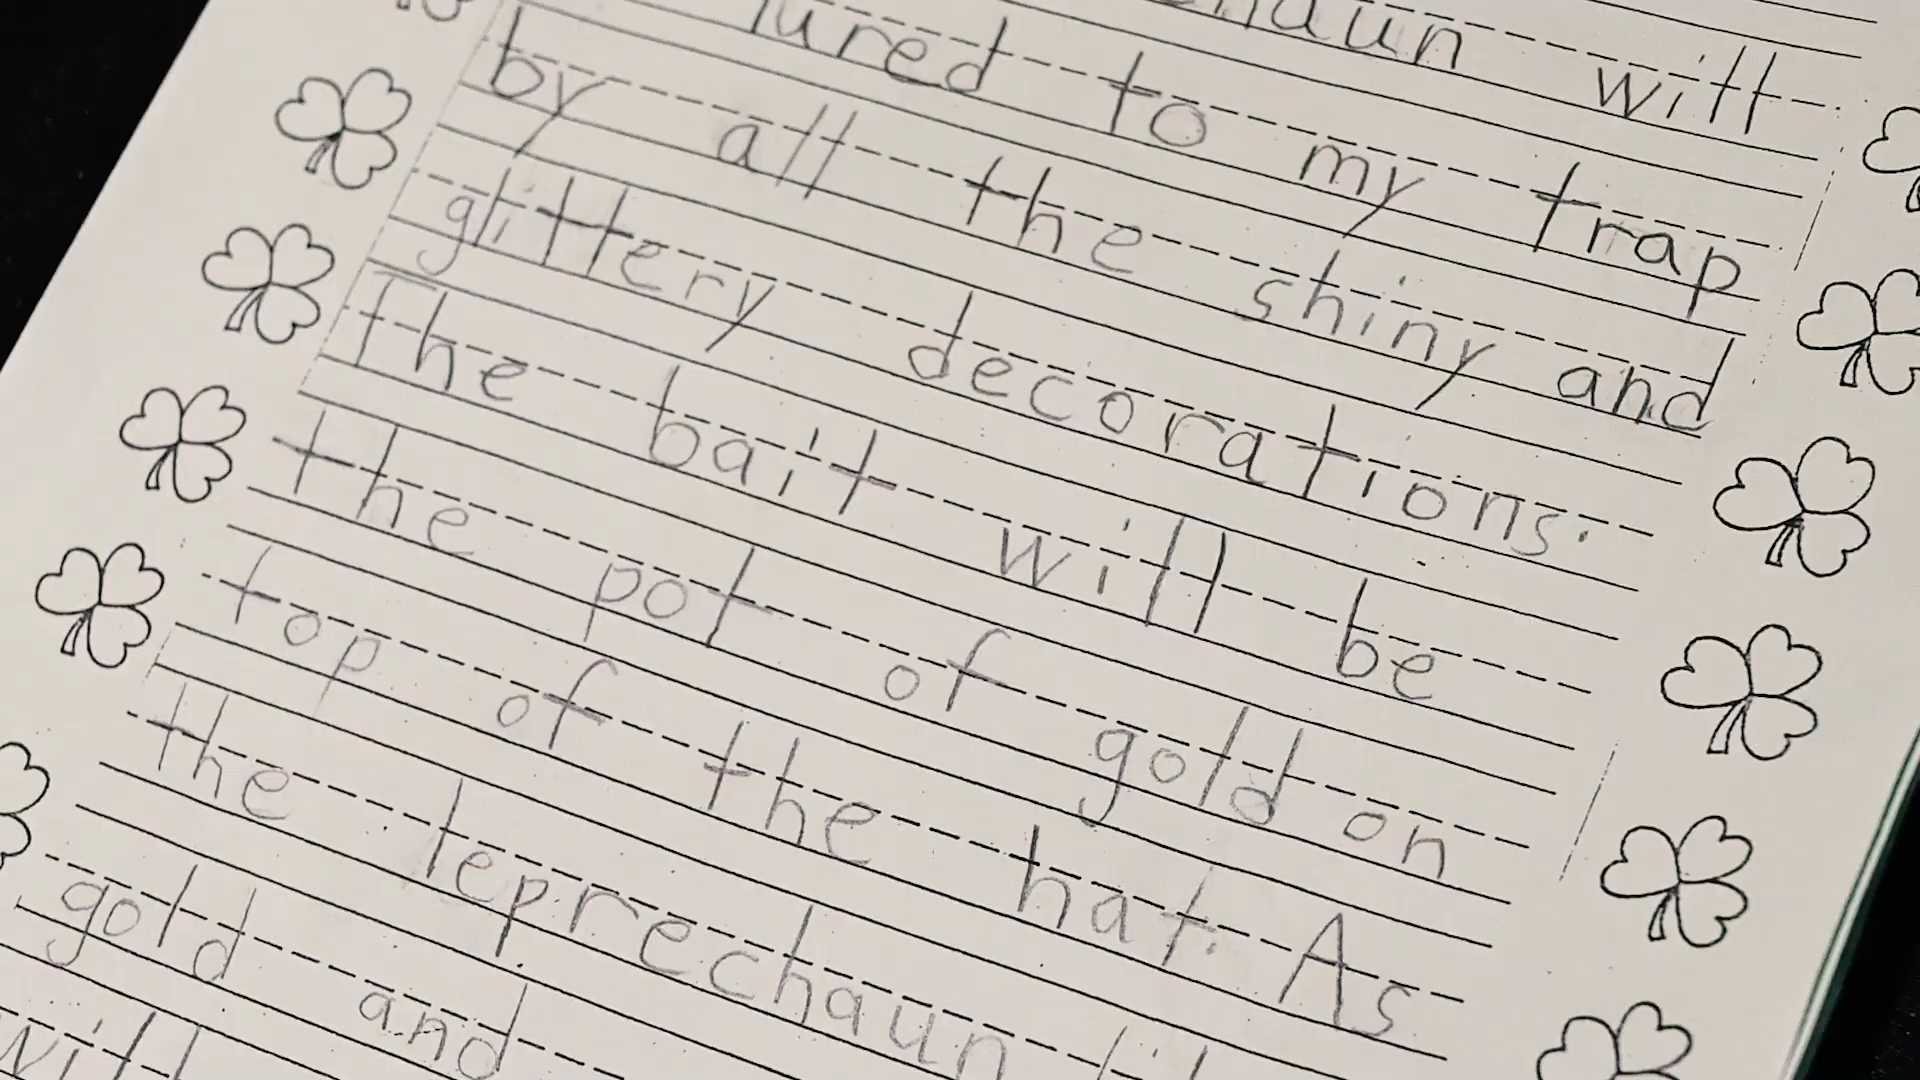 will
lured to my trap
by all the shiny and
glittery decorations.
The bait will be
the pot of gold on
top of the hat. As
the leprechaun
gold and
will